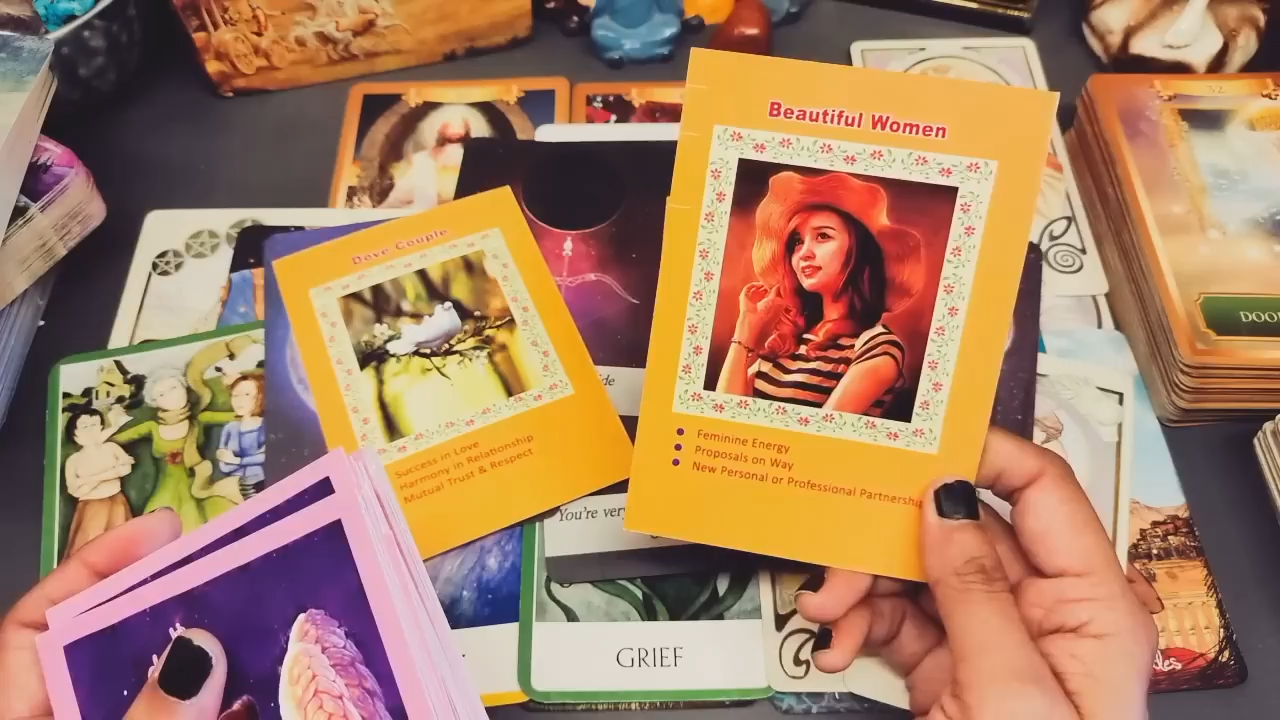 32
Beautiful Women
Dove Couple
Feminine Energy
Proposals on Way
New Personal or Professional Partnership
Success in Love
Harmony in Relationship
Mutual Trust & Respect
You're very
GRIEF